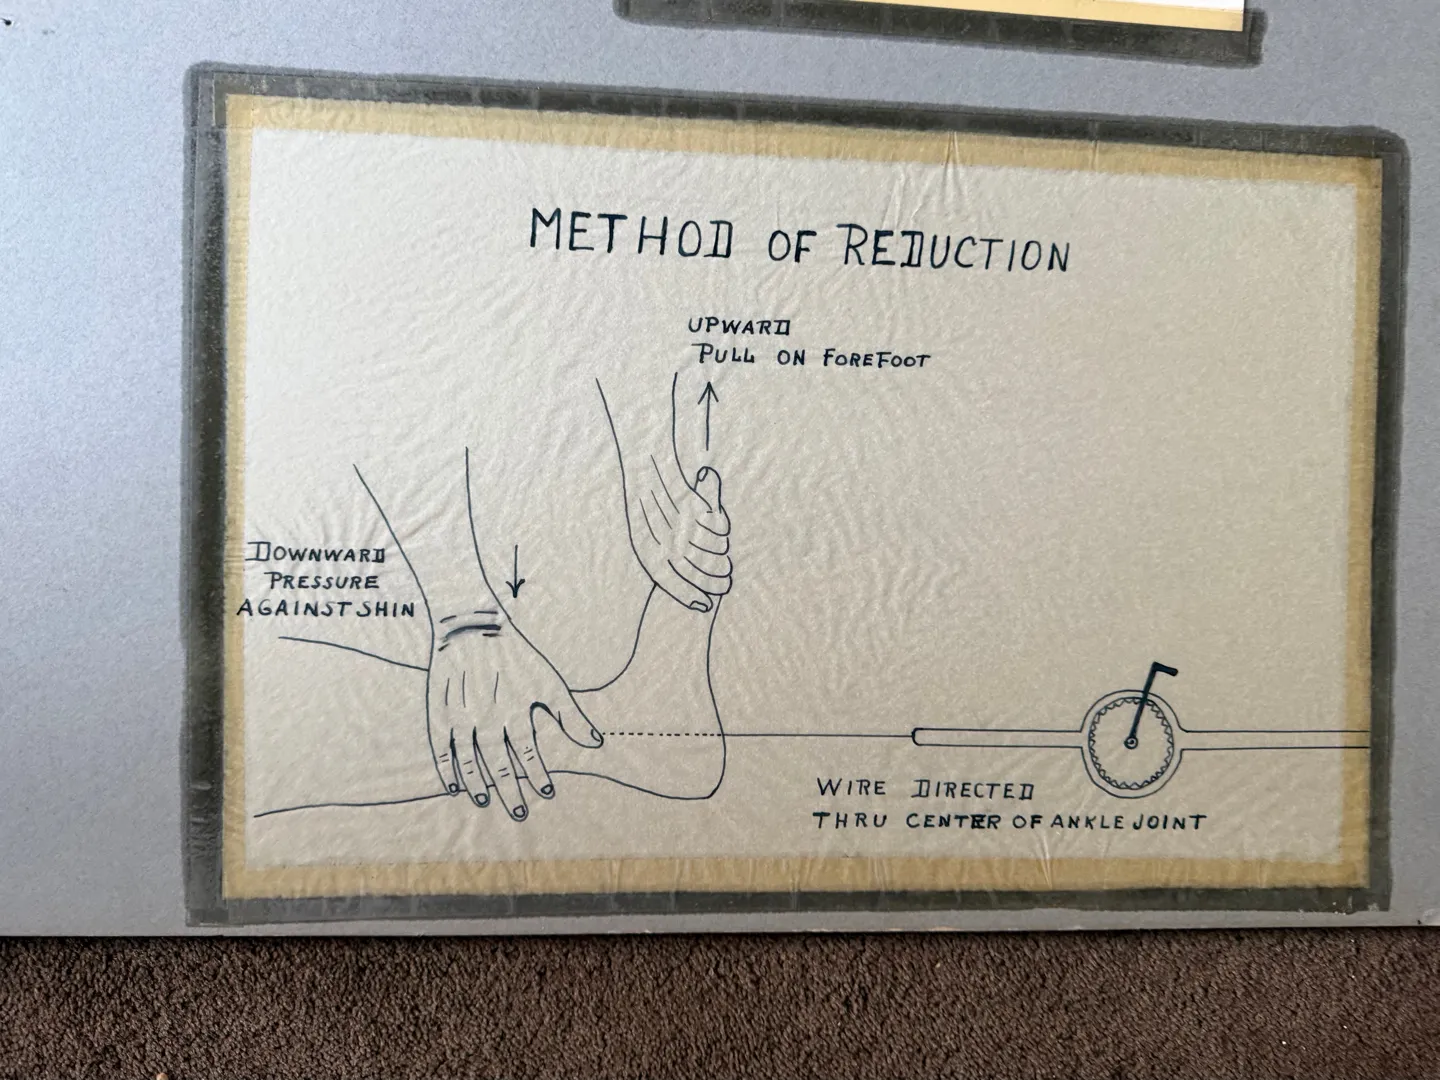 METHOD OF REDUCTION
UPWARD
PULL ON FOREFOOT
DOWNWARD
PRESSURE
AGAINST SHIN
WIRE DIRECTED
THRU CENTER OF ANKLE JOINT